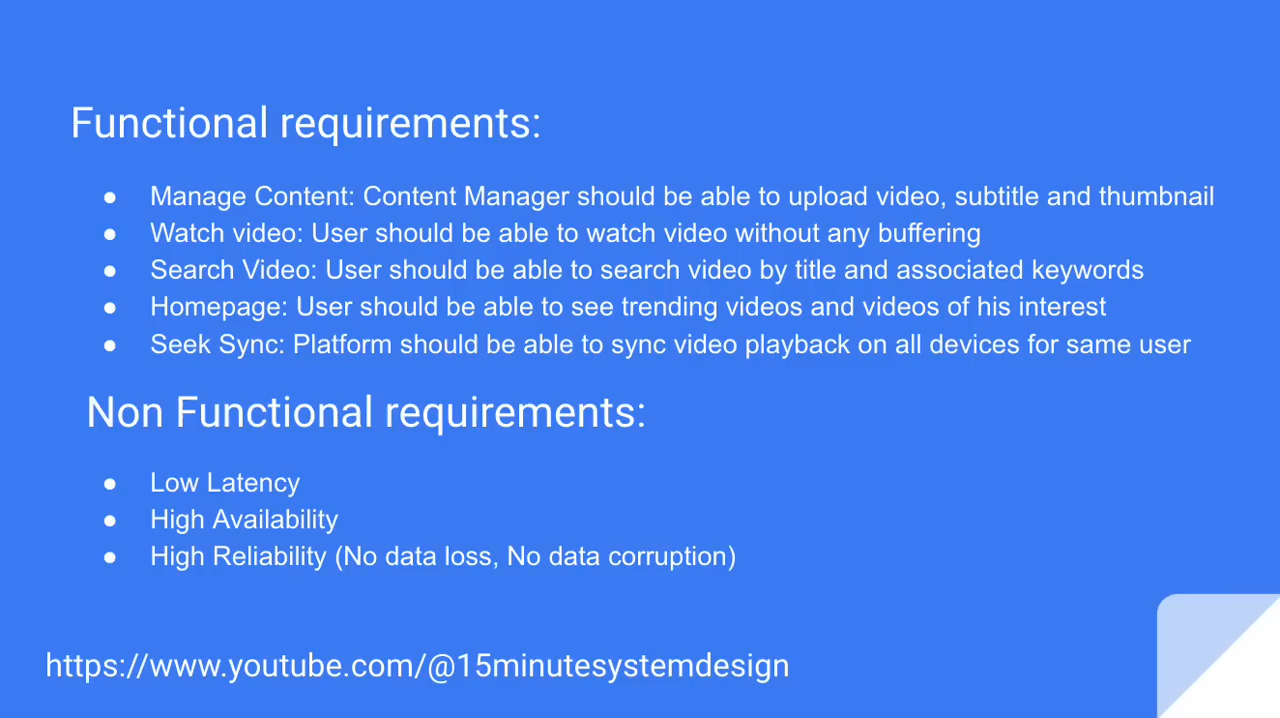 Functional requirements:
● Manage Content: Content Manager should be able to upload video, subtitle and thumbnail
● Watch video: User should be able to watch video without any buffering
● Search Video: User should be able to search video by title and associated keywords
● Homepage: User should be able to see trending videos and videos of his interest
● Seek Sync: Platform should be able to sync video playback on all devices for same user
Non Functional requirements:
● Low Latency
● High Availability
● High Reliability (No data loss, No data corruption)
https://www.youtube.com/@15minutesystemdesign